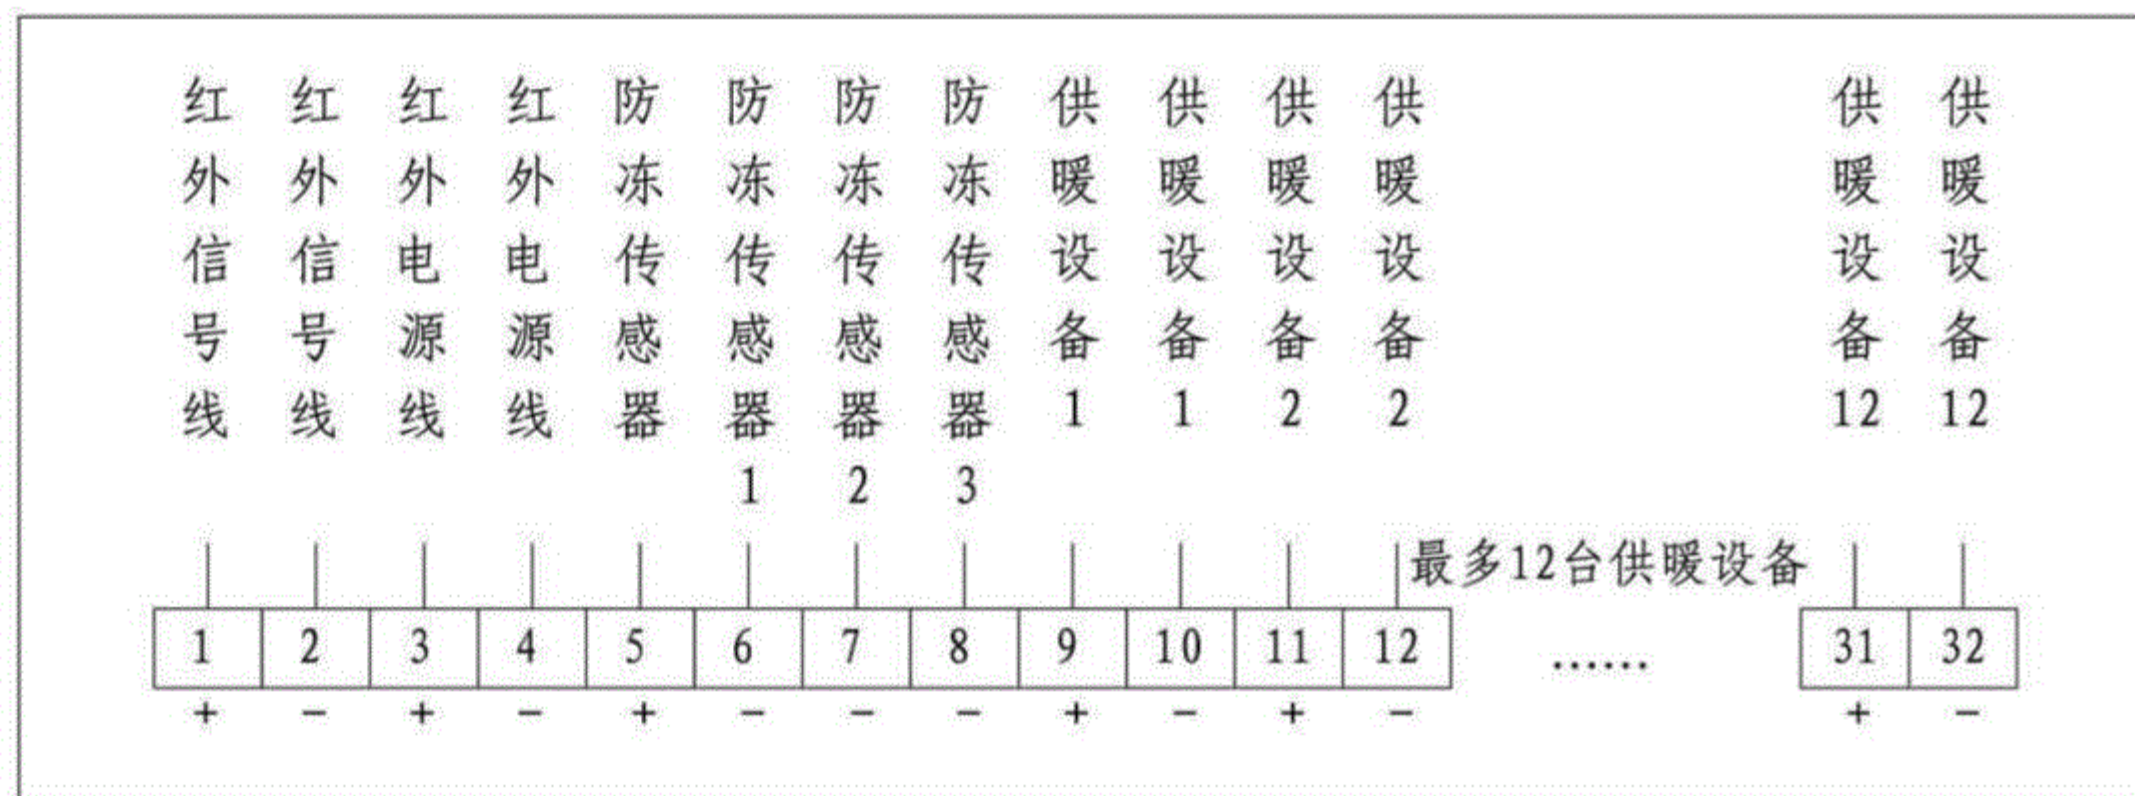 红外信号线
红外信号线
红外电源线
红外电源线
防冻传感器
防冻传感器1
防冻传感器2
防冻传感器3
供暖设备1
供暖设备1
供暖设备2
供暖设备2
供暖设备12
供暖设备12
最多12台供暖设备
1 2 3 4 5 6 7 8 9 10 11 12 …… 31 32
+ − + − + − − − + − + − + −